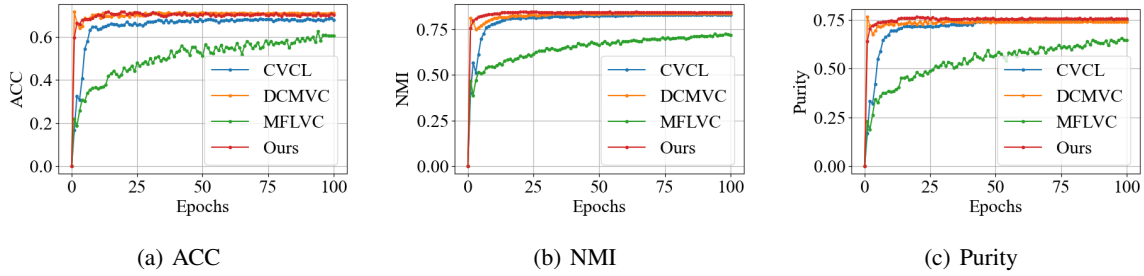 ACC
0.6
0.4
0.2
0.0
CVCL
DCMVC
MFLVC
Ours
0 25 50 75 100
Epochs
(a) ACC
NMI
0.75
0.50
0.25
0.00
CVCL
DCMVC
MFLVC
Ours
0 25 50 75 100
Epochs
(b) NMI
Purity
0.75
0.50
0.25
0.00
CVCL
DCMVC
MFLVC
Ours
0 25 50 75 100
Epochs
(c) Purity